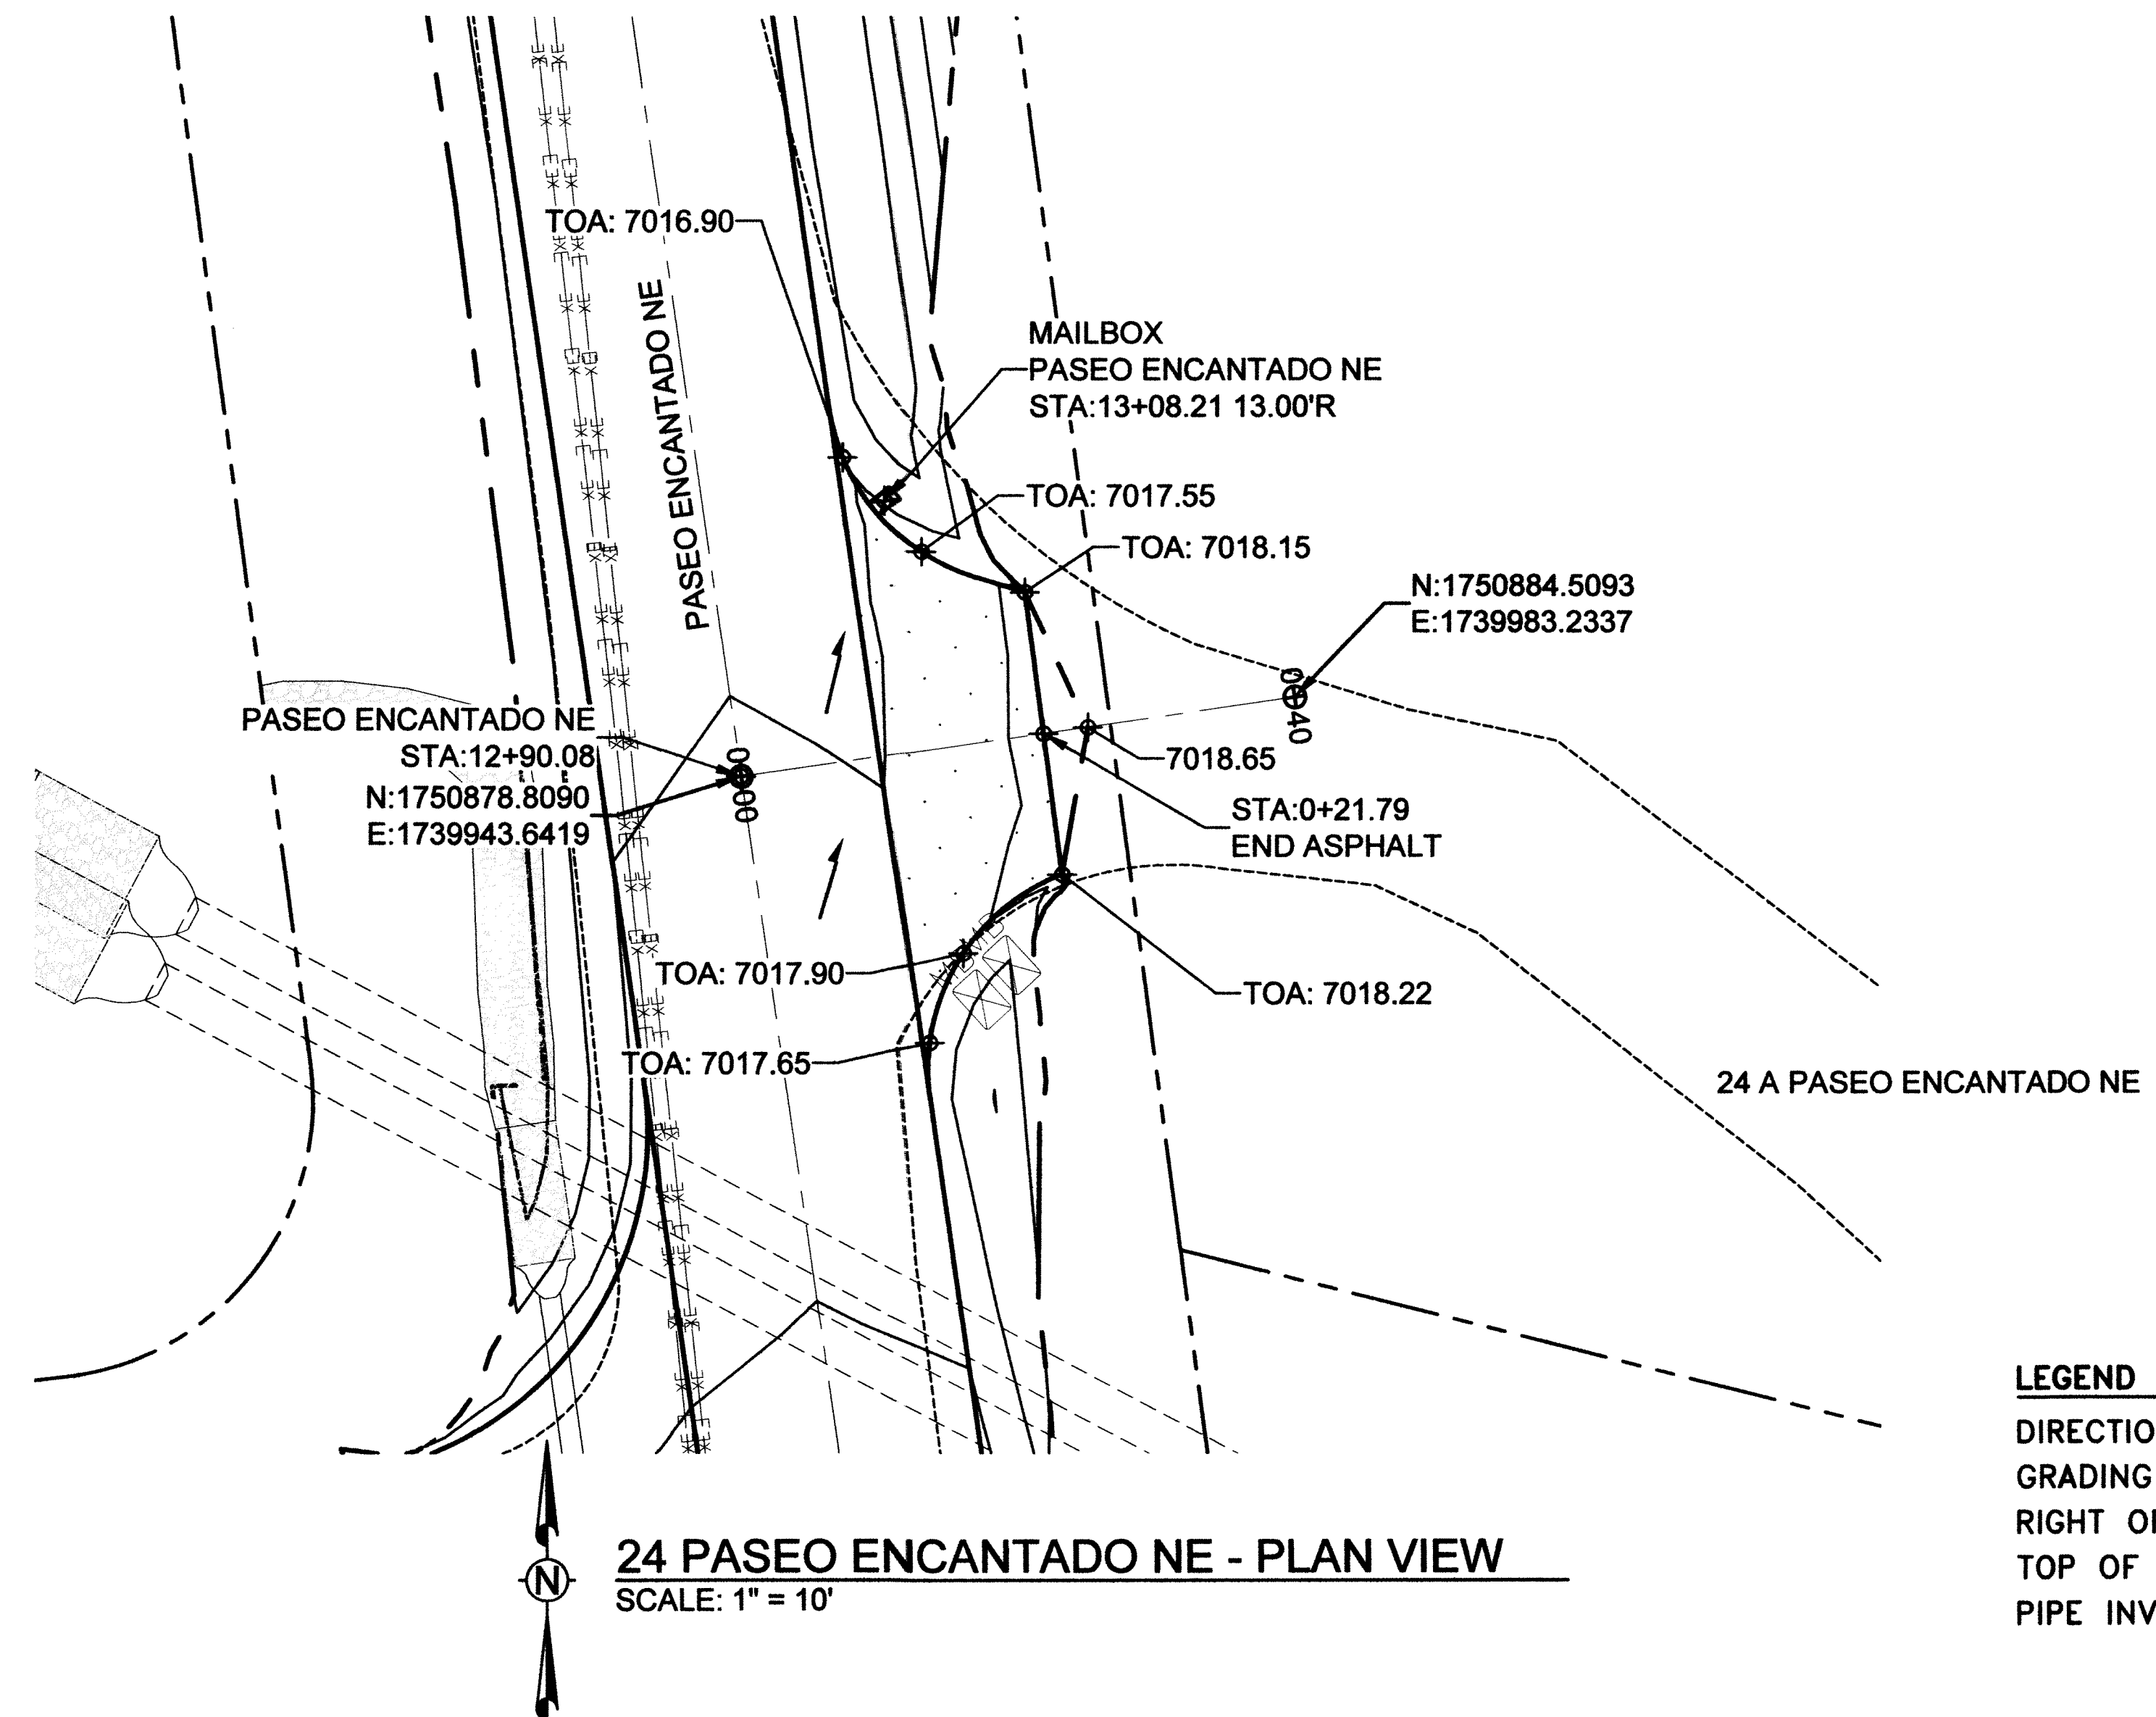 TOA: 7016.90
PASEO ENCANTADO NE
MAILBOX
PASEO ENCANTADO NE
STA:13+08.21 13.00'R
TOA: 7017.55
TOA: 7018.15
N:1750884.5093
E:1739983.2337
0+40
PASEO ENCANTADO NE
STA:12+90.08
N:1750878.8090
E:1739943.6419
0+00
7018.65
STA:0+21.79
END ASPHALT
TOA: 7017.90
TOA: 7018.22
TOA: 7017.65
24 A PASEO ENCANTADO NE
LEGEND
DIRECTIO
GRADING
RIGHT O
TOP OF
PIPE INV
N
24 PASEO ENCANTADO NE - PLAN VIEW
SCALE: 1" = 10'